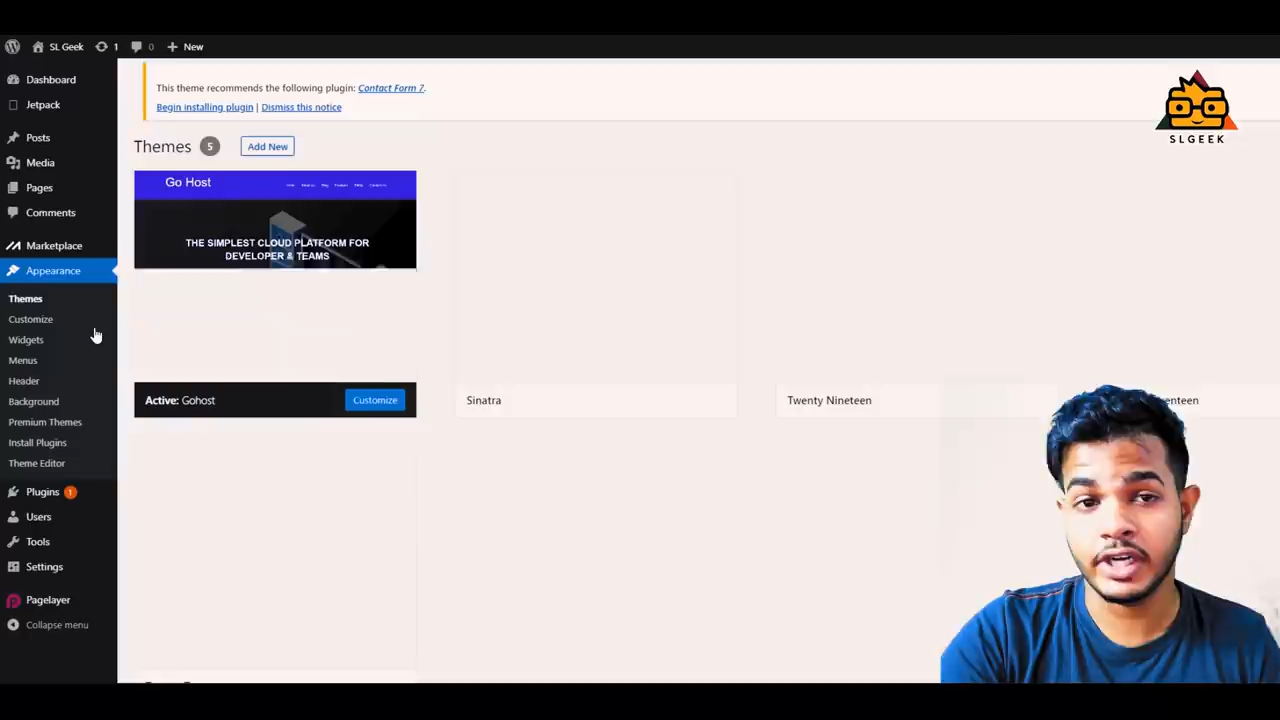 SL Geek 1 0 New
SLGEEK
Dashboard
Jetpack
Posts
Media
Pages
Comments
Marketplace
Appearance
Themes
Customize
Widgets
Menus
Header
Background
Premium Themes
Install Plugins
Theme Editor
Plugins 1
Users
Tools
Settings
Pagelayer
Collapse menu
This theme recommends the following plugin: Contact Form 7.
Begin installing plugin | Dismiss this notice
Themes 5 Add New
Go Host
THE SIMPLEST CLOUD PLATFORM FOR
DEVELOPER & TEAMS
Active: Gohost Customize
Sinatra
Twenty Nineteen